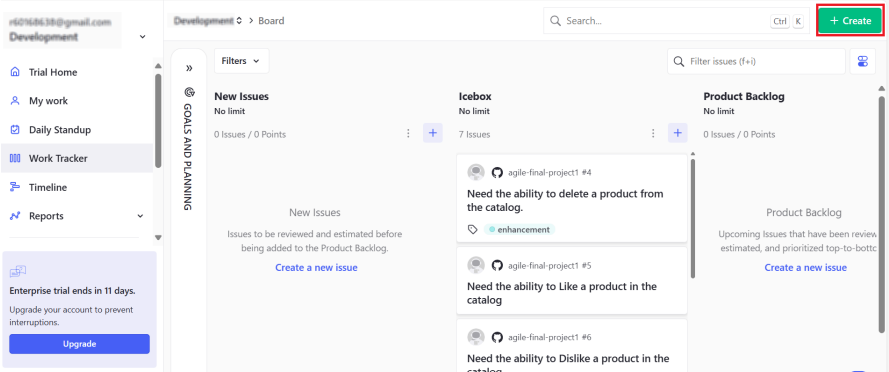 Development
Development > Board
Search...
Ctrl K
+ Create
Trial Home
My work
Daily Standup
Work Tracker
Timeline
Reports
Enterprise trial ends in 11 days.
Upgrade your account to prevent
interruptions.
Upgrade
»
GOALS AND PLANNING
Filters
Filter issues (f+i)
New Issues
No limit
0 Issues / 0 Points
+
New Issues
Issues to be reviewed and estimated before
being added to the Product Backlog.
Create a new issue
Icebox
No limit
7 Issues
+
agile-final-project1 #4
Need the ability to delete a product from
the catalog.
enhancement
agile-final-project1 #5
Need the ability to Like a product in the
catalog
agile-final-project1 #6
Need the ability to Dislike a product in the
catalog
Product Backlog
No limit
0 Issues / 0 Points
Product Backlog
Upcoming Issues that have been review
estimated, and prioritized top-to-botto
Create a new issue